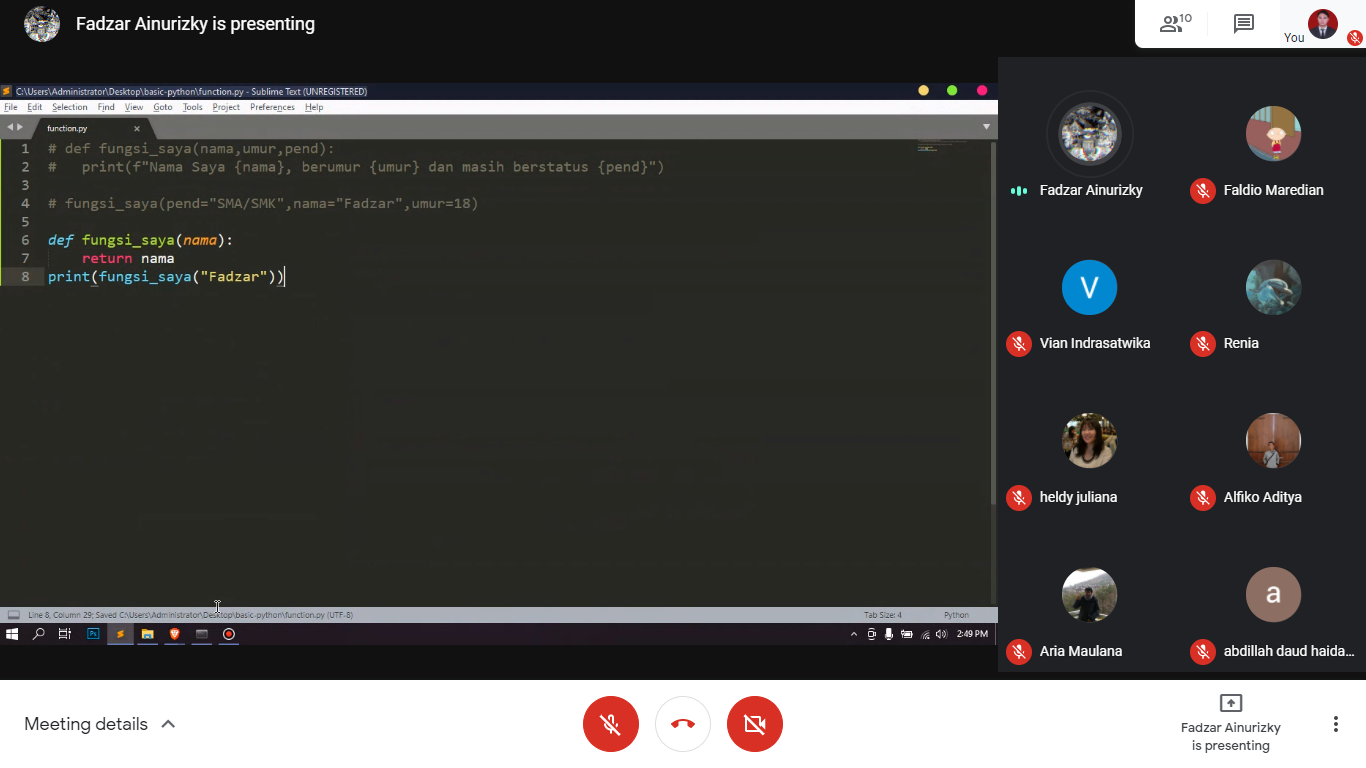 Fadzar Ainurizky is presenting
10
You
C:\Users\Administrator\Desktop\basic-python\function.py - Sublime Text (UNREGISTERED)
File Edit Selection Find View Goto Tools Project Preferences Help
function.py
1 # def fungsi_saya(nama,umur,pend):
2 #   print(f"Nama Saya {nama}, berumur {umur} dan masih berstatus {pend}")
3
4 # fungsi_saya(pend="SMA/SMK",nama="Fadzar",umur=18)
5
6 def fungsi_saya(nama):
7     return nama
8 print(fungsi_saya("Fadzar"))
Line 8, Column 29; Saved C:\Users\Administrator\Desktop\basic-python\function.py (UTF-8)
Tab Size: 4
Python
Ps
2:49 PM
Fadzar Ainurizky
Faldio Maredian
V
Vian Indrasatwika
Renia
heldy juliana
Alfiko Aditya
Aria Maulana
a
abdillah daud haida...
Meeting details
Fadzar Ainurizky
is presenting